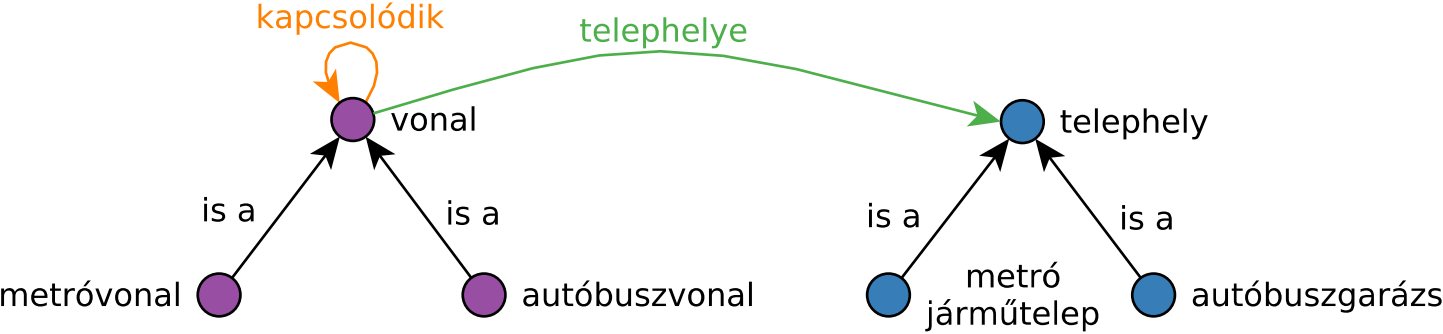 kapcsolódik
telephelye
vonal
telephely
is a
is a
is a
is a
metróvonal
autóbuszvonal
metró
járműtelep
autóbuszgarázs